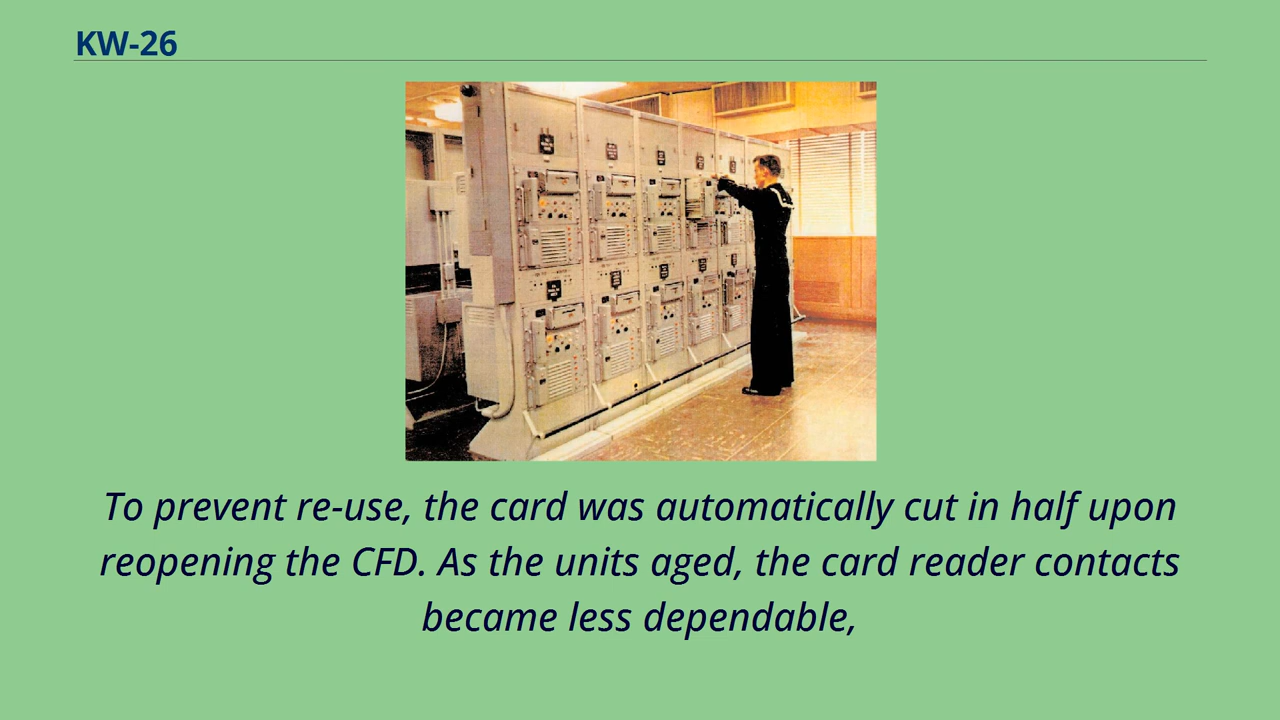 KW-26
To prevent re-use, the card was automatically cut in half upon
reopening the CFD. As the units aged, the card reader contacts
became less dependable,